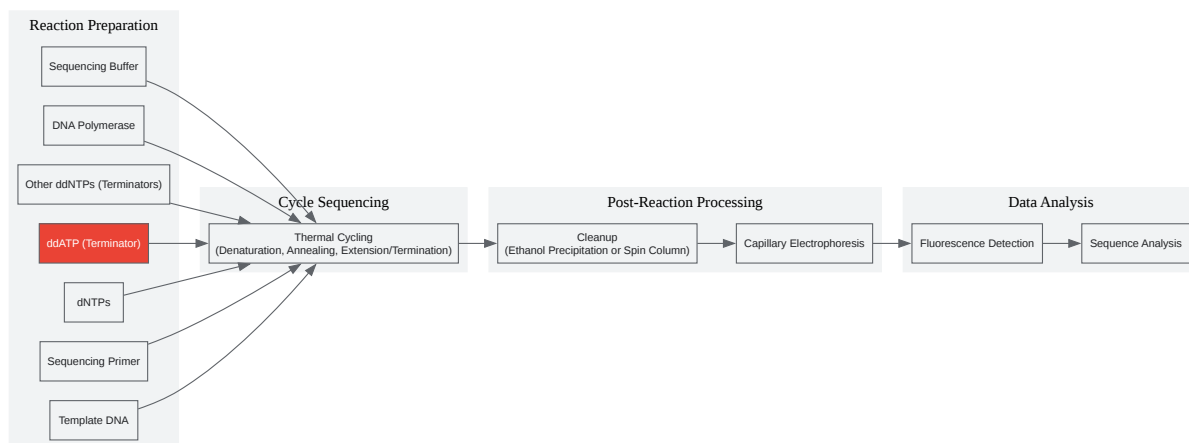 Reaction Preparation
Sequencing Buffer
DNA Polymerase
Other ddNTPs (Terminators)
ddATP (Terminator)
dNTPs
Sequencing Primer
Template DNA
Cycle Sequencing
Thermal Cycling
(Denaturation, Annealing, Extension/Termination)
Post-Reaction Processing
Cleanup
(Ethanol Precipitation or Spin Column)
Capillary Electrophoresis
Data Analysis
Fluorescence Detection
Sequence Analysis